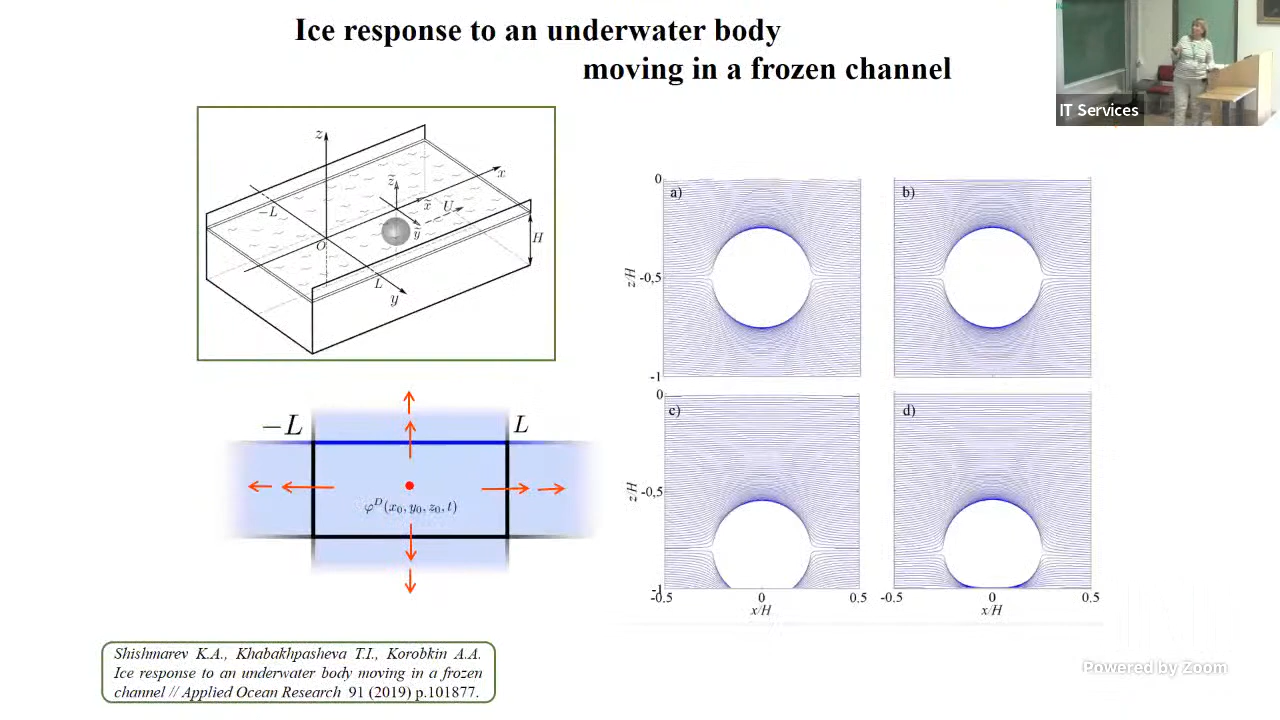 Ice response to an underwater body
moving in a frozen channel
IT Services
z
x
z̃
x̃
U
−L
O
ỹ
H
L
y
0
a)
b)
z/H
-0,5
-1
0
c)
d)
z/H
-0,5
-1
-0.5
0
0.5
-0.5
0
0.5
x/H
x/H
−L
L
φᴰ(x₀, y₀, z₀, t)
Shishmarev K.A., Khabakhpasheva T.I., Korobkin A.A.
Ice response to an underwater body moving in a frozen
channel // Applied Ocean Research 91 (2019) p.101877.
Powered by Zoom